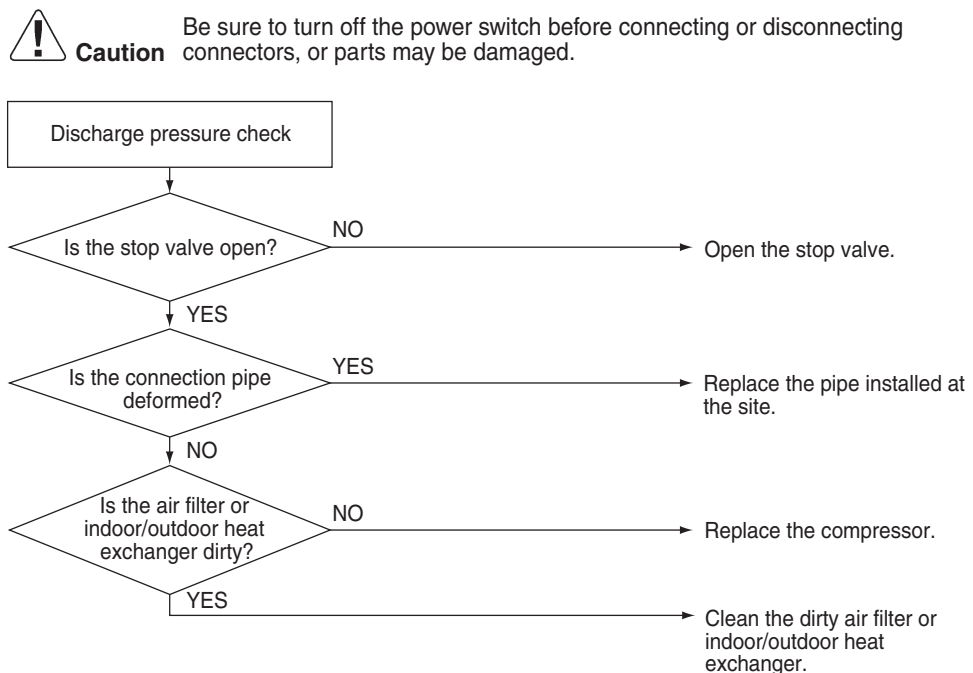 Be sure to turn off the power switch before connecting or disconnecting
Caution connectors, or parts may be damaged.
Discharge pressure check
Is the stop valve open?
NO
Open the stop valve.
YES
Is the connection pipe
deformed?
YES
Replace the pipe installed at
the site.
NO
Is the air filter or
indoor/outdoor heat
exchanger dirty?
NO
Replace the compressor.
YES
Clean the dirty air filter or
indoor/outdoor heat
exchanger.